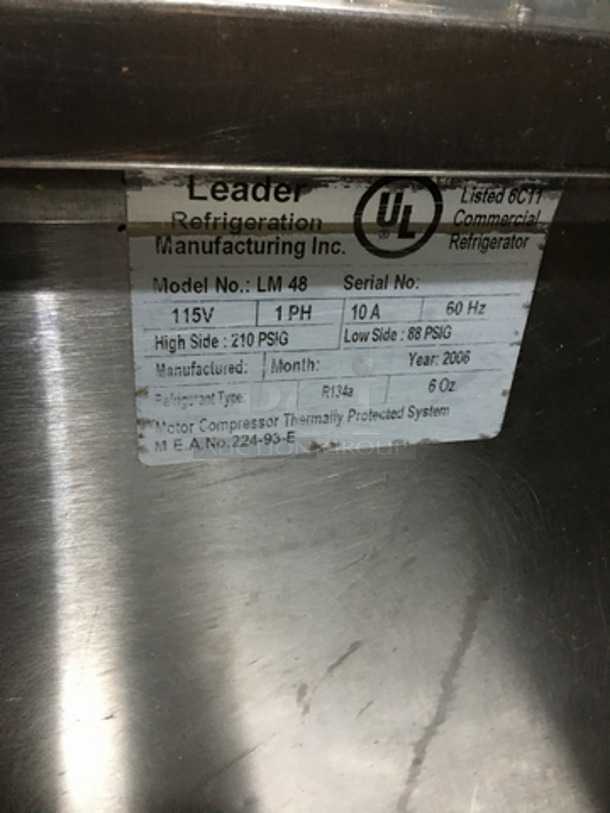 Leader
Refrigeration
Manufacturing Inc.
UL
®
Listed 6C11
Commercial
Refrigerator
Model No.: LM 48 Serial No:
115V 1 PH 10 A 60 Hz
High Side : 210 PSIG Low Side : 88 PSIG
Manufactured: Month: Year: 2006
Refrigerant Type: R134a 6 Oz
Motor Compressor Thermally Protected System
M.E.A.No.224-93-E
AUCTION GROUP